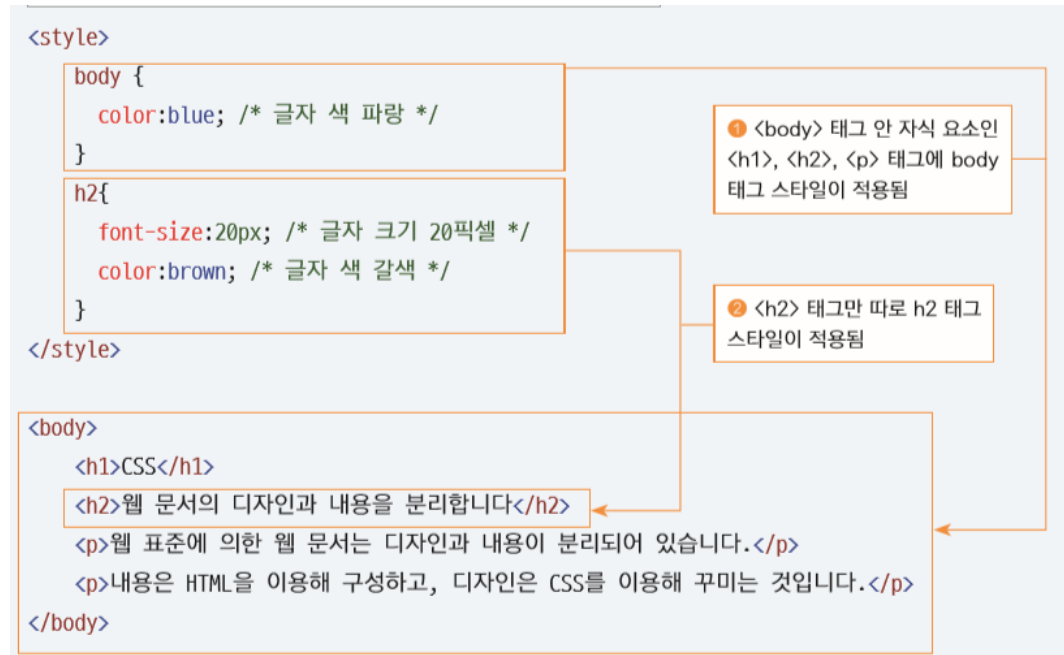 <style>
body {
color:blue; /* 글자 색 파랑 */
}
h2{
font-size:20px; /* 글자 크기 20픽셀 */
color:brown; /* 글자 색 갈색 */
}
</style>
❶ <body> 태그 안 자식 요소인
<h1>, <h2>, <p> 태그에 body
태그 스타일이 적용됨
❷ <h2> 태그만 따로 h2 태그
스타일이 적용됨
<body>
<h1>CSS</h1>
<h2>웹 문서의 디자인과 내용을 분리합니다</h2>
<p>웹 표준에 의한 웹 문서는 디자인과 내용이 분리되어 있습니다.</p>
<p>내용은 HTML을 이용해 구성하고, 디자인은 CSS를 이용해 꾸미는 것입니다.</p>
</body>